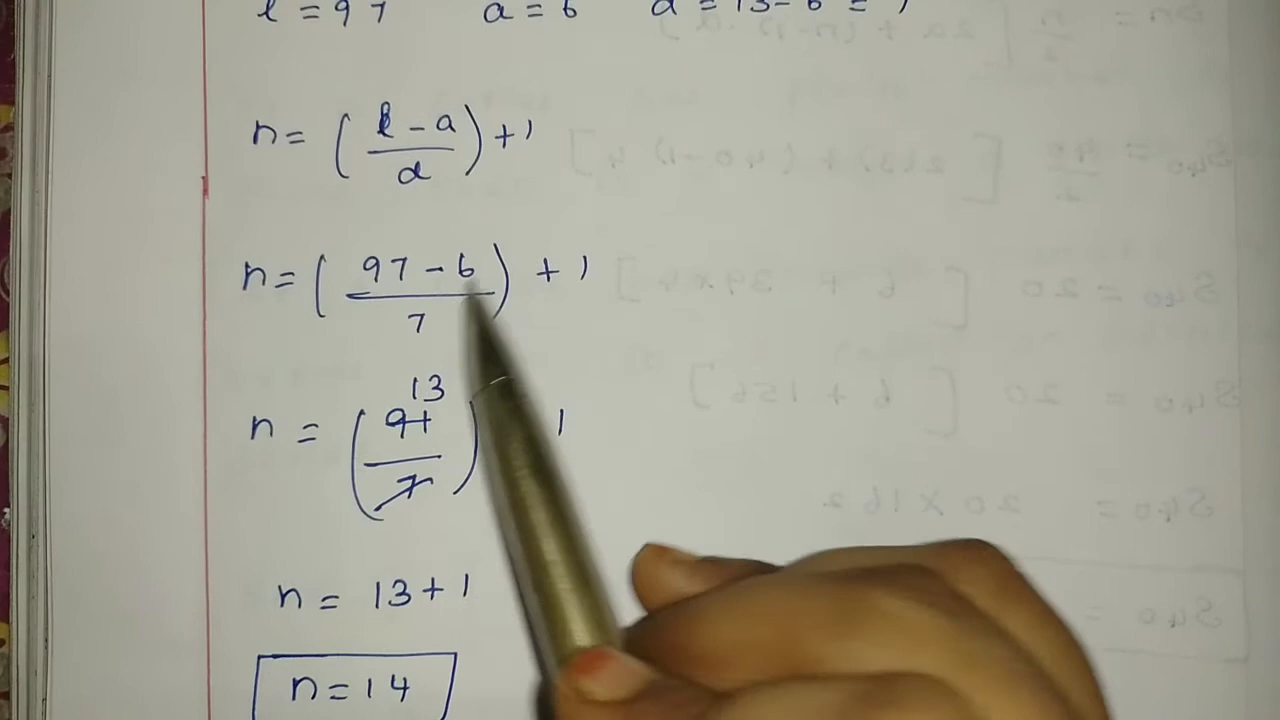 l = 97 a = 6 d = 13 - 6 = 7
n = ( l - a / d ) + 1
n = ( 97 - 6 / 7 ) + 1
n = ( 91 / 7 ) 13 1
n = 13 + 1
n = 14